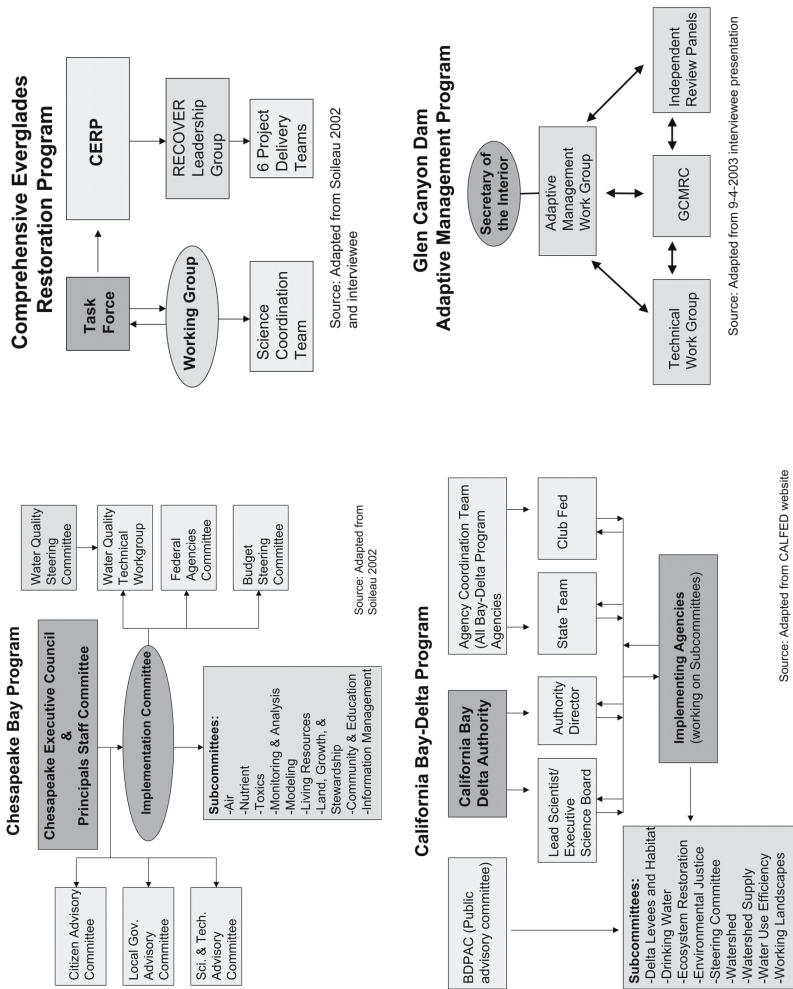 Chesapeake Bay Program
Chesapeake Executive Council
&
Principals Staff Committee
Citizen Advisory
Committee
Local Gov.
Advisory
Committee
Sci. & Tech.
Advisory
Committee
Implementation Committee
Water Quality
Steering
Committee
Water Quality
Technical
Workgroup
Federal
Agencies
Committee
Budget
Steering
Committee
Subcommittees:
-Air
-Nutrient
-Toxics
-Monitoring & Analysis
-Modeling
-Living Resources
-Land, Growth, &
Stewardship
-Community & Education
-Information Management
Source: Adapted from
Soileau 2002
Comprehensive Everglades
Restoration Program
Task
Force
CERP
Working Group
RECOVER
Leadership
Group
Science
Coordination
Team
6 Project
Delivery
Teams
Source: Adapted from Soileau 2002
and interviewee
California Bay-Delta Program
BDPAC (Public
advisory committee)
California Bay
Delta Authority
Agency Coordination Team
(All Bay-Delta Program
Agencies
Lead Scientist/
Executive
Science Board
Authority
Director
State Team
Club Fed
Implementing Agencies
(working on Subcommittees)
Subcommittees:
-Delta Levees and Habitat
-Drinking Water
-Ecosystem Restoration
-Environmental Justice
-Steering Committee
-Watershed
-Watershed Supply
-Water Use Efficiency
-Working Landscapes
Source: Adapted from CALFED website
Glen Canyon Dam
Adaptive Management Program
Secretary of
the Interior
Adaptive
Management
Work Group
Technical
Work Group
GCMRC
Independent
Review Panels
Source: Adapted from 9-4-2003 interviewee presentation